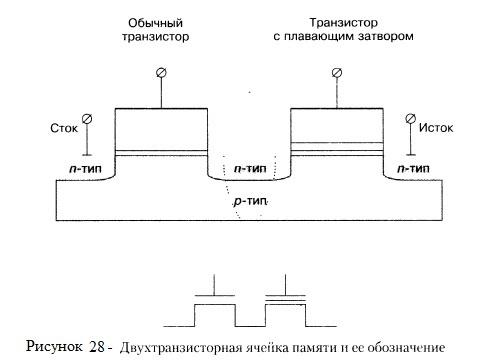 Обычный
транзистор
Транзистор
с плавающим затвором
Сток
Исток
n-тип
n-тип
n-тип
p-тип
Рисунок 28 - Двухтранзисторная ячейка памяти и ее обозначение